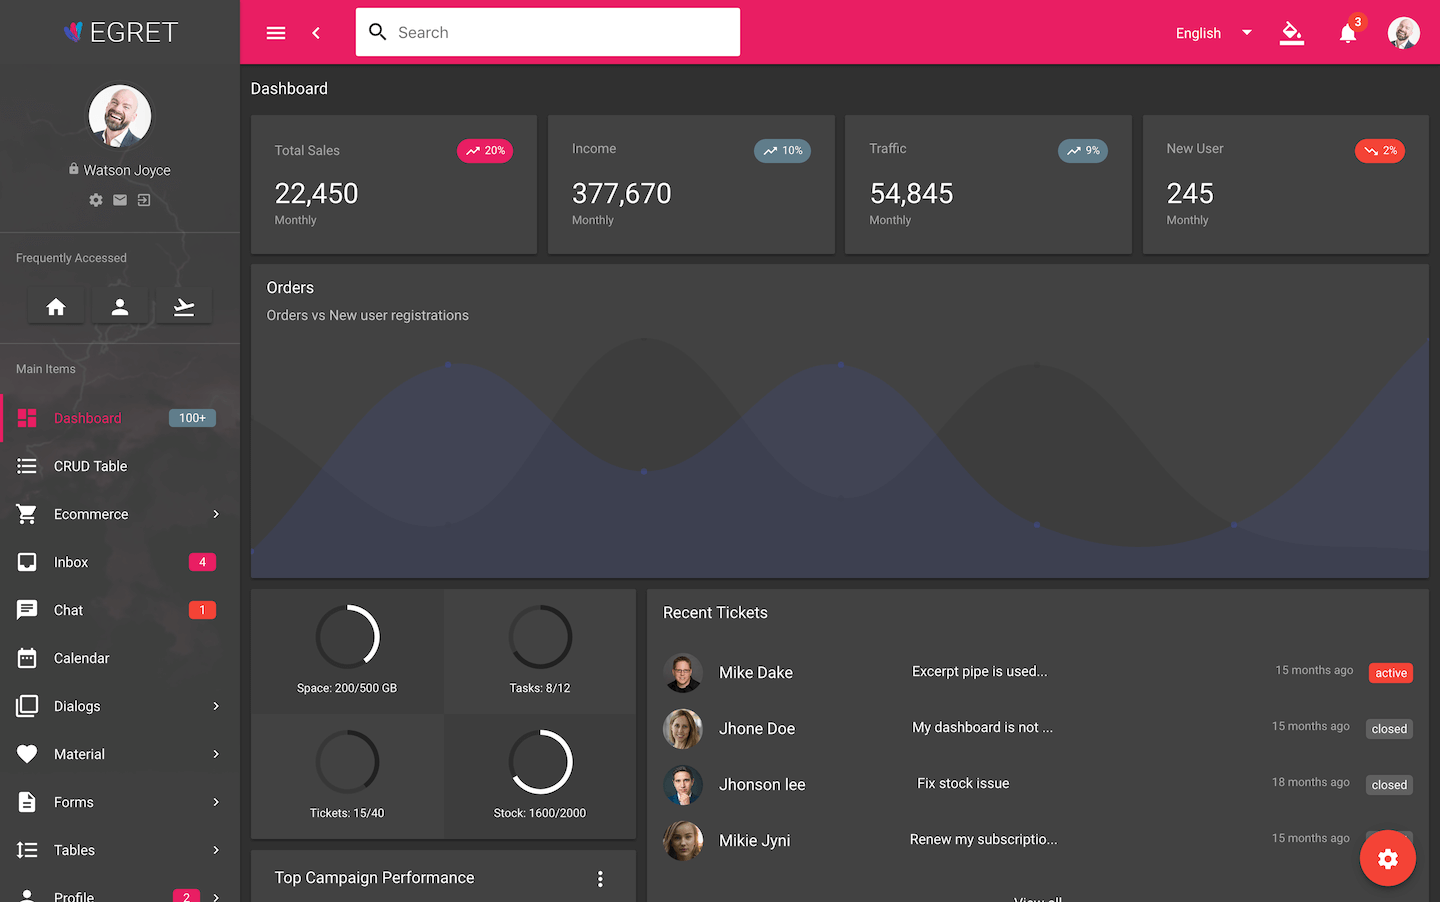 EGRET
Search
English
3
Watson Joyce
Frequently Accessed
Main Items
Dashboard
100+
CRUD Table
Ecommerce
Inbox
4
Chat
1
Calendar
Dialogs
Material
Forms
Tables
Profile
2
Dashboard
Total Sales
20%
22,450
Monthly
Income
10%
377,670
Monthly
Traffic
9%
54,845
Monthly
New User
2%
245
Monthly
Orders
Orders vs New user registrations
Space: 200/500 GB
Tasks: 8/12
Tickets: 15/40
Stock: 1600/2000
Top Campaign Performance
Recent Tickets
Mike Dake Excerpt pipe is used... 15 months ago active
Jhone Doe My dashboard is not ... 15 months ago closed
Jhonson lee Fix stock issue 18 months ago closed
Mikie Jyni Renew my subscriptio... 15 months ago
View all